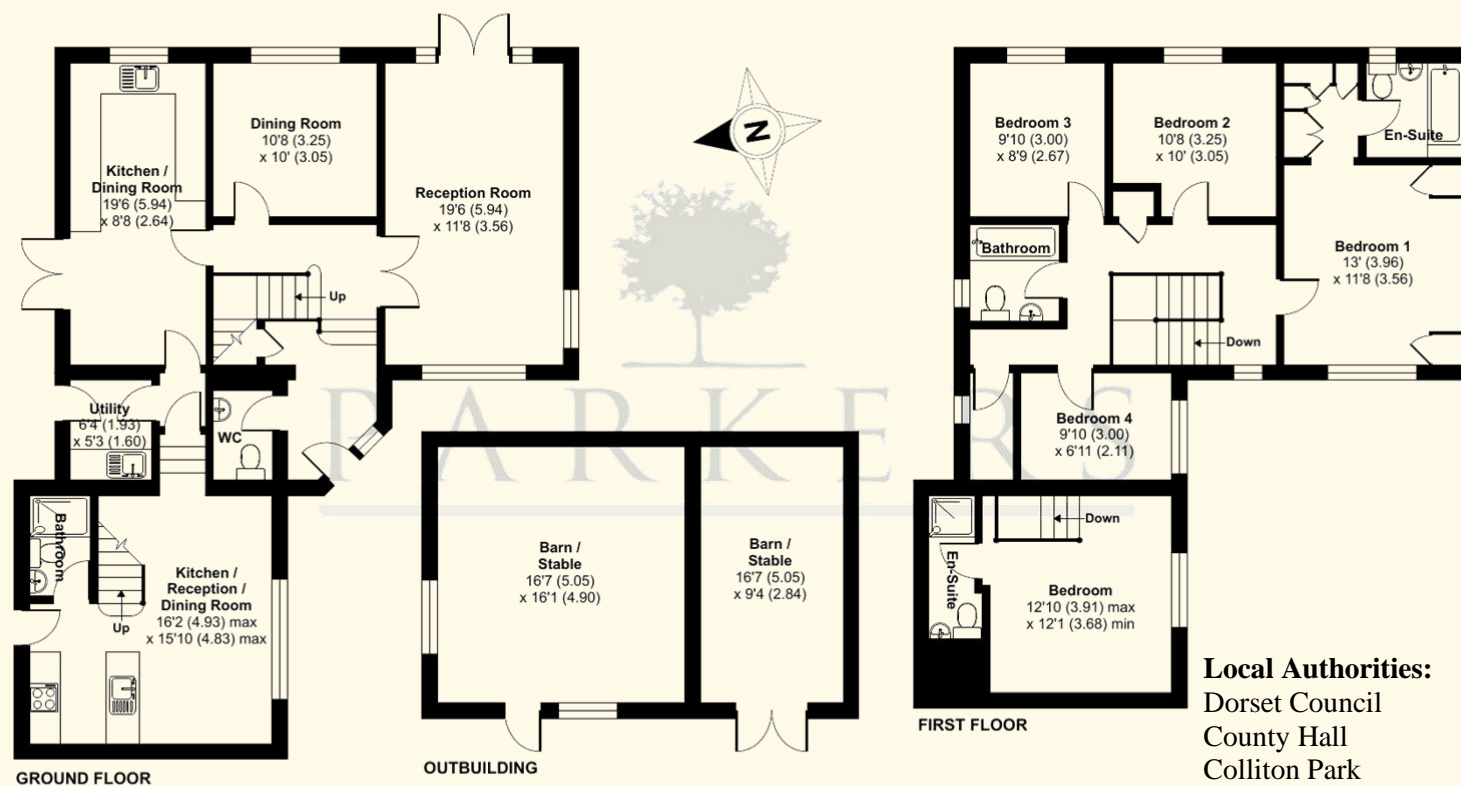 Kitchen /
Dining Room
19'6 (5.94)
x 8'8 (2.64)
Dining Room
10'8 (3.25)
x 10' (3.05)
Reception Room
19'6 (5.94)
x 11'8 (3.56)
Up
Utility
6'4 (1.93)
x 5'3 (1.60)
WC
Bathroom
Up
Kitchen /
Reception /
Dining Room
16'2 (4.93) max
x 15'10 (4.83) max
GROUND FLOOR
N
PARKERS
Barn /
Stable
16'7 (5.05)
x 16'1 (4.90)
Barn /
Stable
16'7 (5.05)
x 9'4 (2.84)
OUTBUILDING
Bedroom 3
9'10 (3.00)
x 8'9 (2.67)
Bedroom 2
10'8 (3.25)
x 10' (3.05)
En-Suite
Bathroom
Bedroom 1
13' (3.96)
x 11'8 (3.56)
Down
Bedroom 4
9'10 (3.00)
x 6'11 (2.11)
Down
En-Suite
Bedroom
12'10 (3.91) max
x 12'1 (3.68) min
FIRST FLOOR
Local Authorities:
Dorset Council
County Hall
Colliton Park